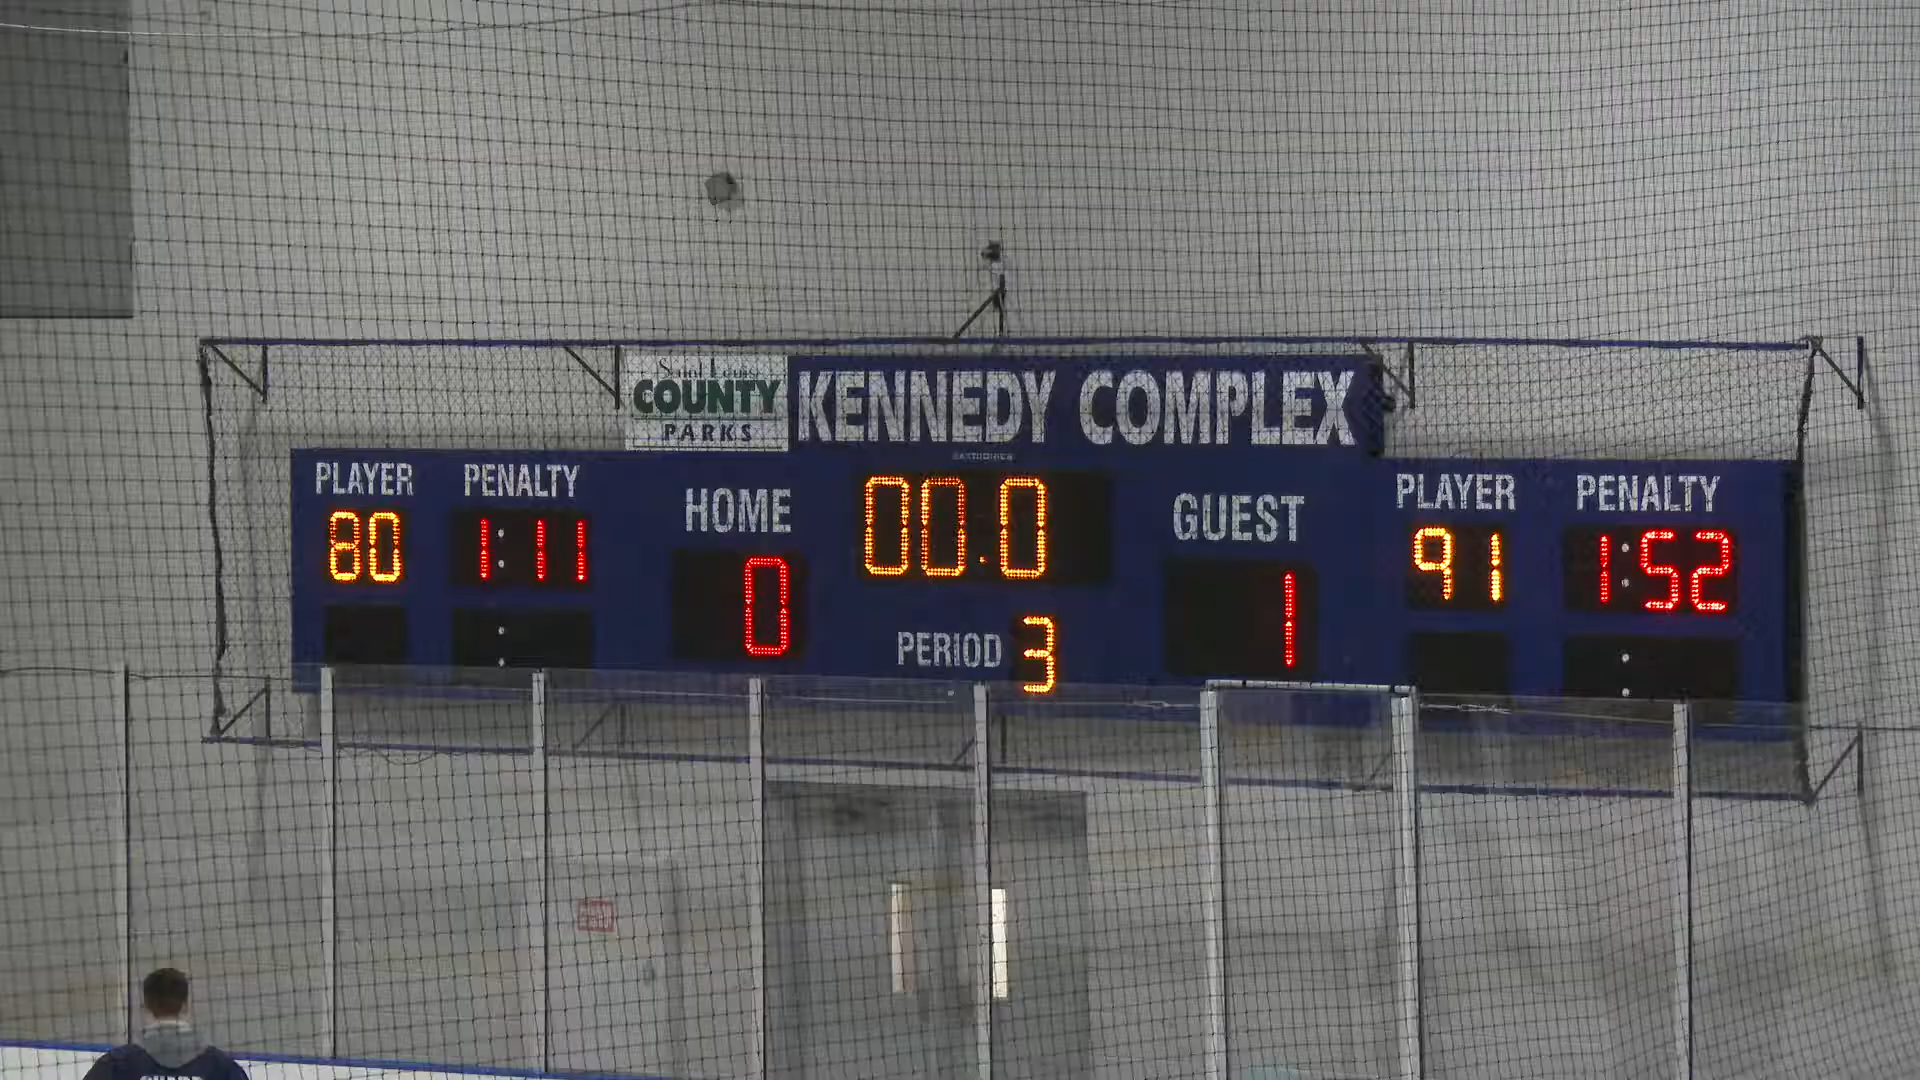 Saint Louis
COUNTY
PARKS
KENNEDY COMPLEX
PLAYER PENALTY
80 1:11
HOME
0
00.0
PERIOD 3
GUEST
1
PLAYER PENALTY
91 1:52